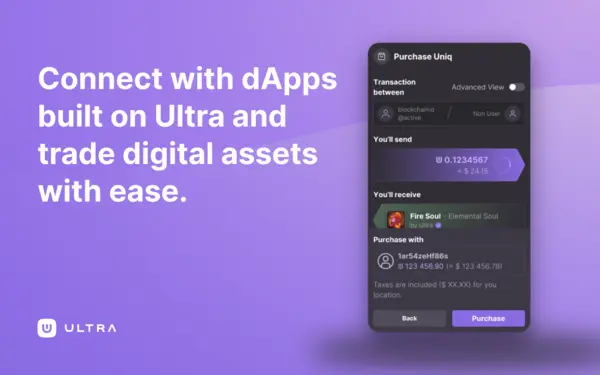 Connect with dApps
built on Ultra and
trade digital assets
with ease.
ULTRA
Purchase Uniq
Transaction
between
Advanced View
blockchaino
@active
/
Non User
You'll send
0.1234567
≈ $ 24.15
You'll receive
Fire Soul - Elemental Soul
by ultra
Purchase with
1ar54zeHf86s
123 456.90 (≈ $ 123 456.78)
Taxes are included ($ XX.XX) for you
location.
Back
Purchase